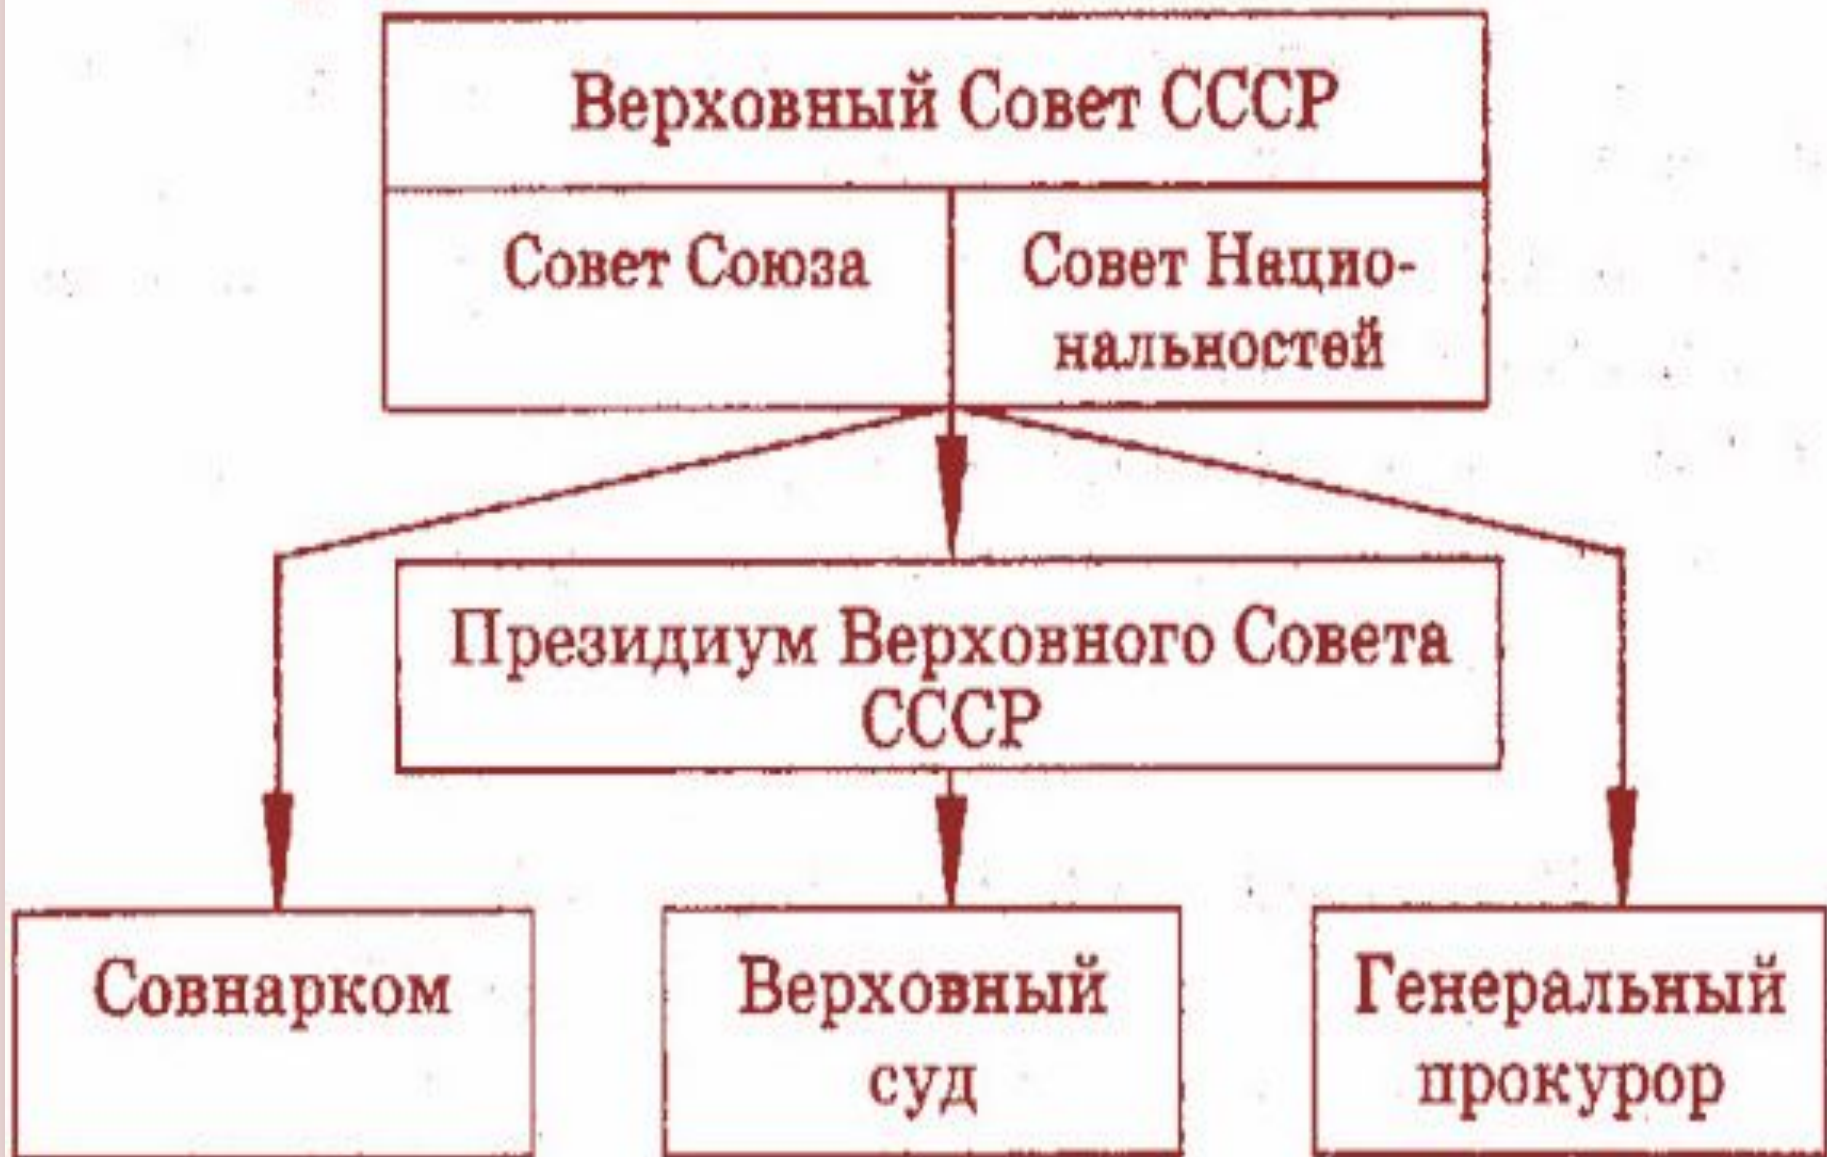 Верховный Совет СССР
Совет Союза
Совет Нацио-
нальностей
Президиум Верховного Совета
СССР
Совнарком
Верховный
суд
Генеральный
прокурор